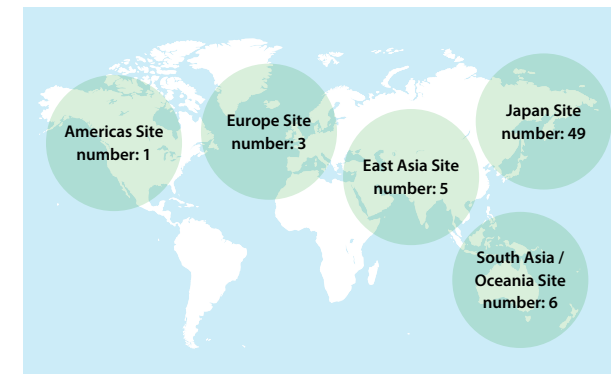 Americas Site
number: 1
Europe Site
number: 3
East Asia Site
number: 5
Japan Site
number: 49
South Asia /
Oceania Site
number: 6